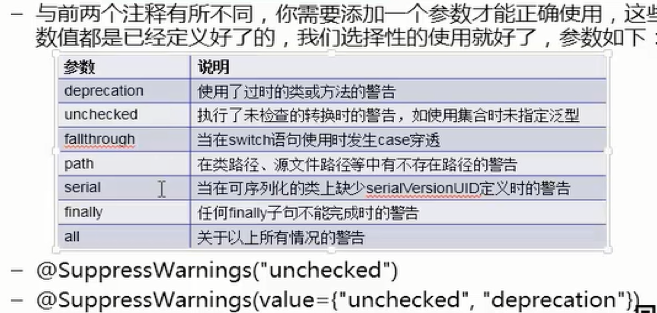 – 与前两个注释有所不同，你需要添加一个参数才能正确使用，这些
数值都是已经定义好了的，我们选择性的使用就好了，参数如下：
参数 说明
deprecation 使用了过时的类或方法的警告
unchecked 执行了未检查的转换时的警告，如使用集合时未指定泛型
fallthrough 当在switch语句使用时发生case穿透
path 在类路径、源文件路径等中有不存在路径的警告
serial 当在可序列化的类上缺少serialVersionUID定义时的警告
finally 任何finally子句不能完成时的警告
all 关于以上所有情况的警告
– @SuppressWarnings("unchecked")
– @SuppressWarnings(value={"unchecked", "deprecation"})